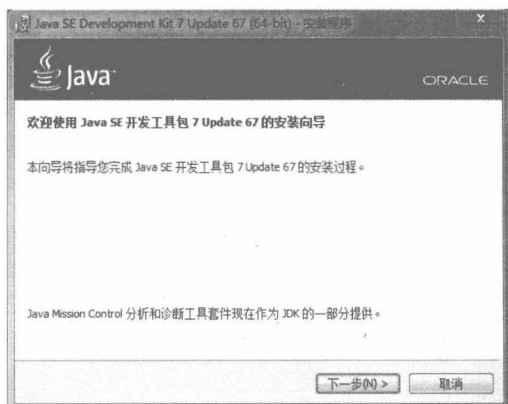 Java SE Development Kit 7 Update 67 (64-bit) - 安装程序
Java
ORACLE
欢迎使用 Java SE 开发工具包 7 Update 67 的安装向导
本向导将指导您完成 Java SE 开发工具包 7 Update 67 的安装过程。
Java Mission Control 分析和诊断工具套件现在作为 JDK 的一部分提供。
下一步(N) >
取消